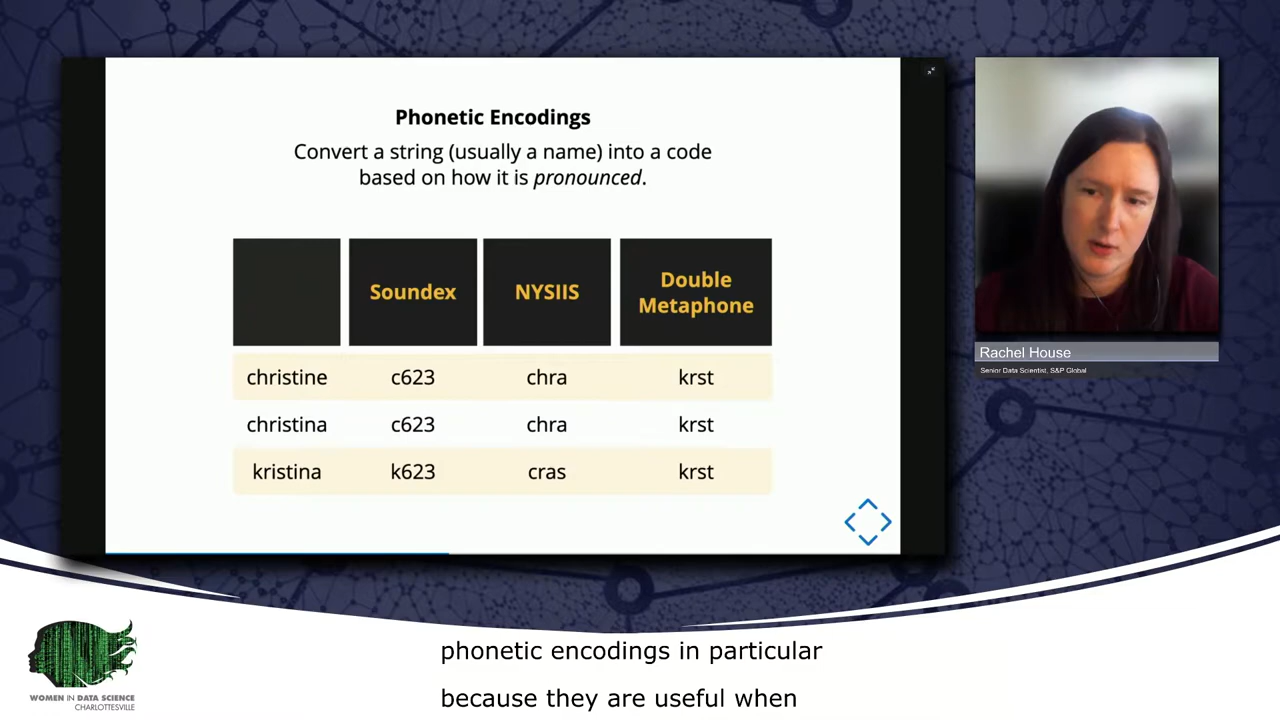 Phonetic Encodings
Convert a string (usually a name) into a code
based on how it is pronounced.
Soundex NYSIIS Double Metaphone
christine c623 chra krst
christina c623 chra krst
kristina k623 cras krst
Rachel House
Senior Data Scientist, S&P Global
phonetic encodings in particular
because they are useful when
WOMEN IN DATA SCIENCE
CHARLOTTESVILLE